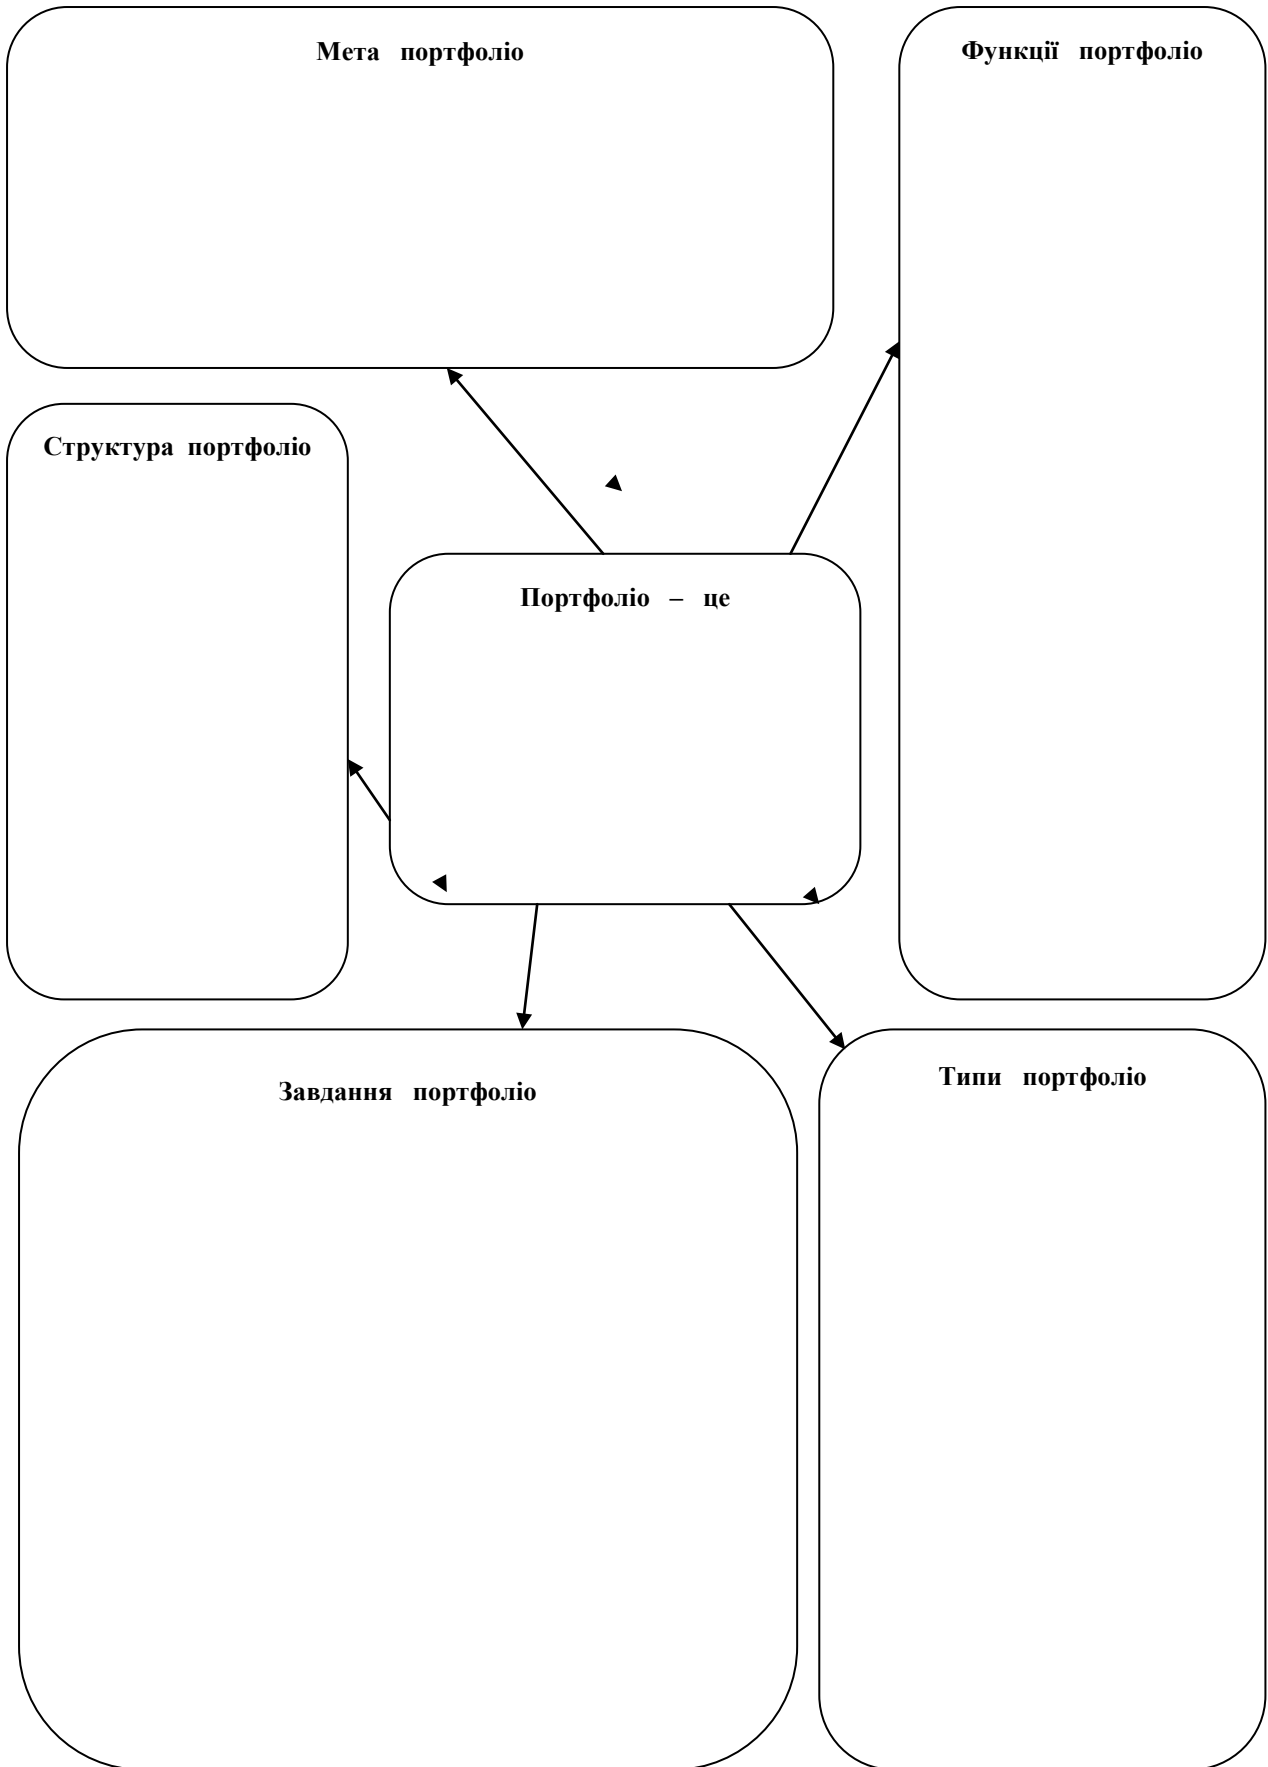 Мета портфоліо
Функції портфоліо
Структура портфоліо
Портфоліо – це
Завдання портфоліо
Типи портфоліо